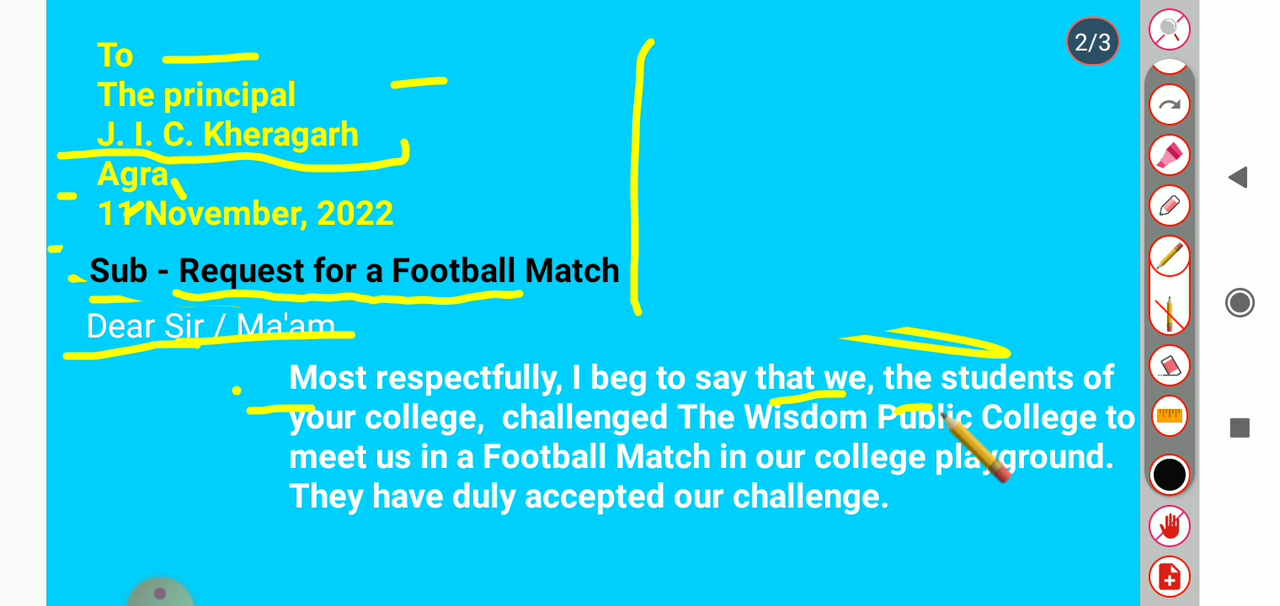 2/3
To
The principal
J. I. C. Kheragarh
Agra
11 November, 2022
Sub - Request for a Football Match
Dear Sir / Ma'am
Most respectfully, I beg to say that we, the students of
your college, challenged The Wisdom Public College to
meet us in a Football Match in our college playground.
They have duly accepted our challenge.